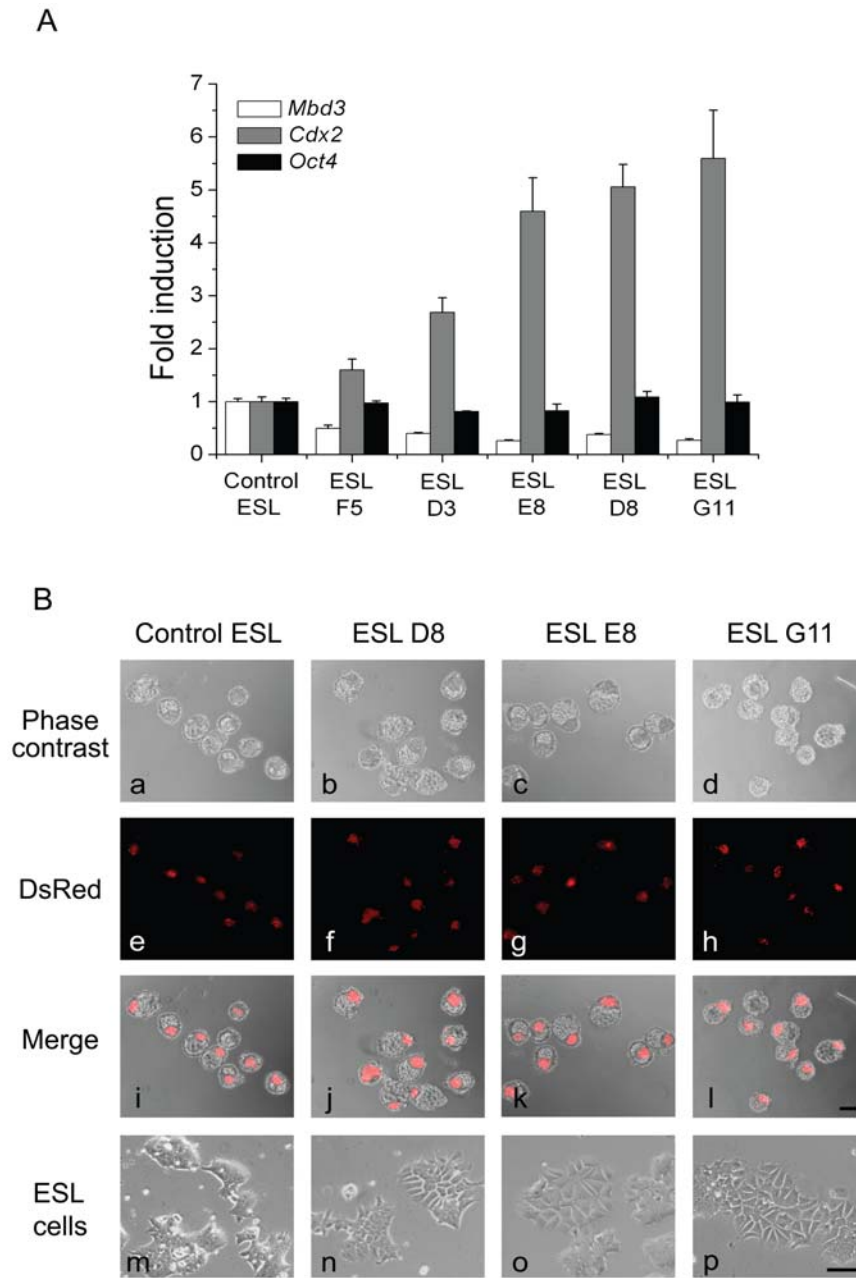 A
7
6
5
4
3
2
1
0
Fold induction
Mbd3
Cdx2
Oct4
Control ESL
ESL F5
ESL D3
ESL E8
ESL D8
ESL G11
B
Control ESL
ESL D8
ESL E8
ESL G11
Phase contrast
a
b
c
d
DsRed
e
f
g
h
Merge
i
j
k
l
ESL cells
m
n
o
p